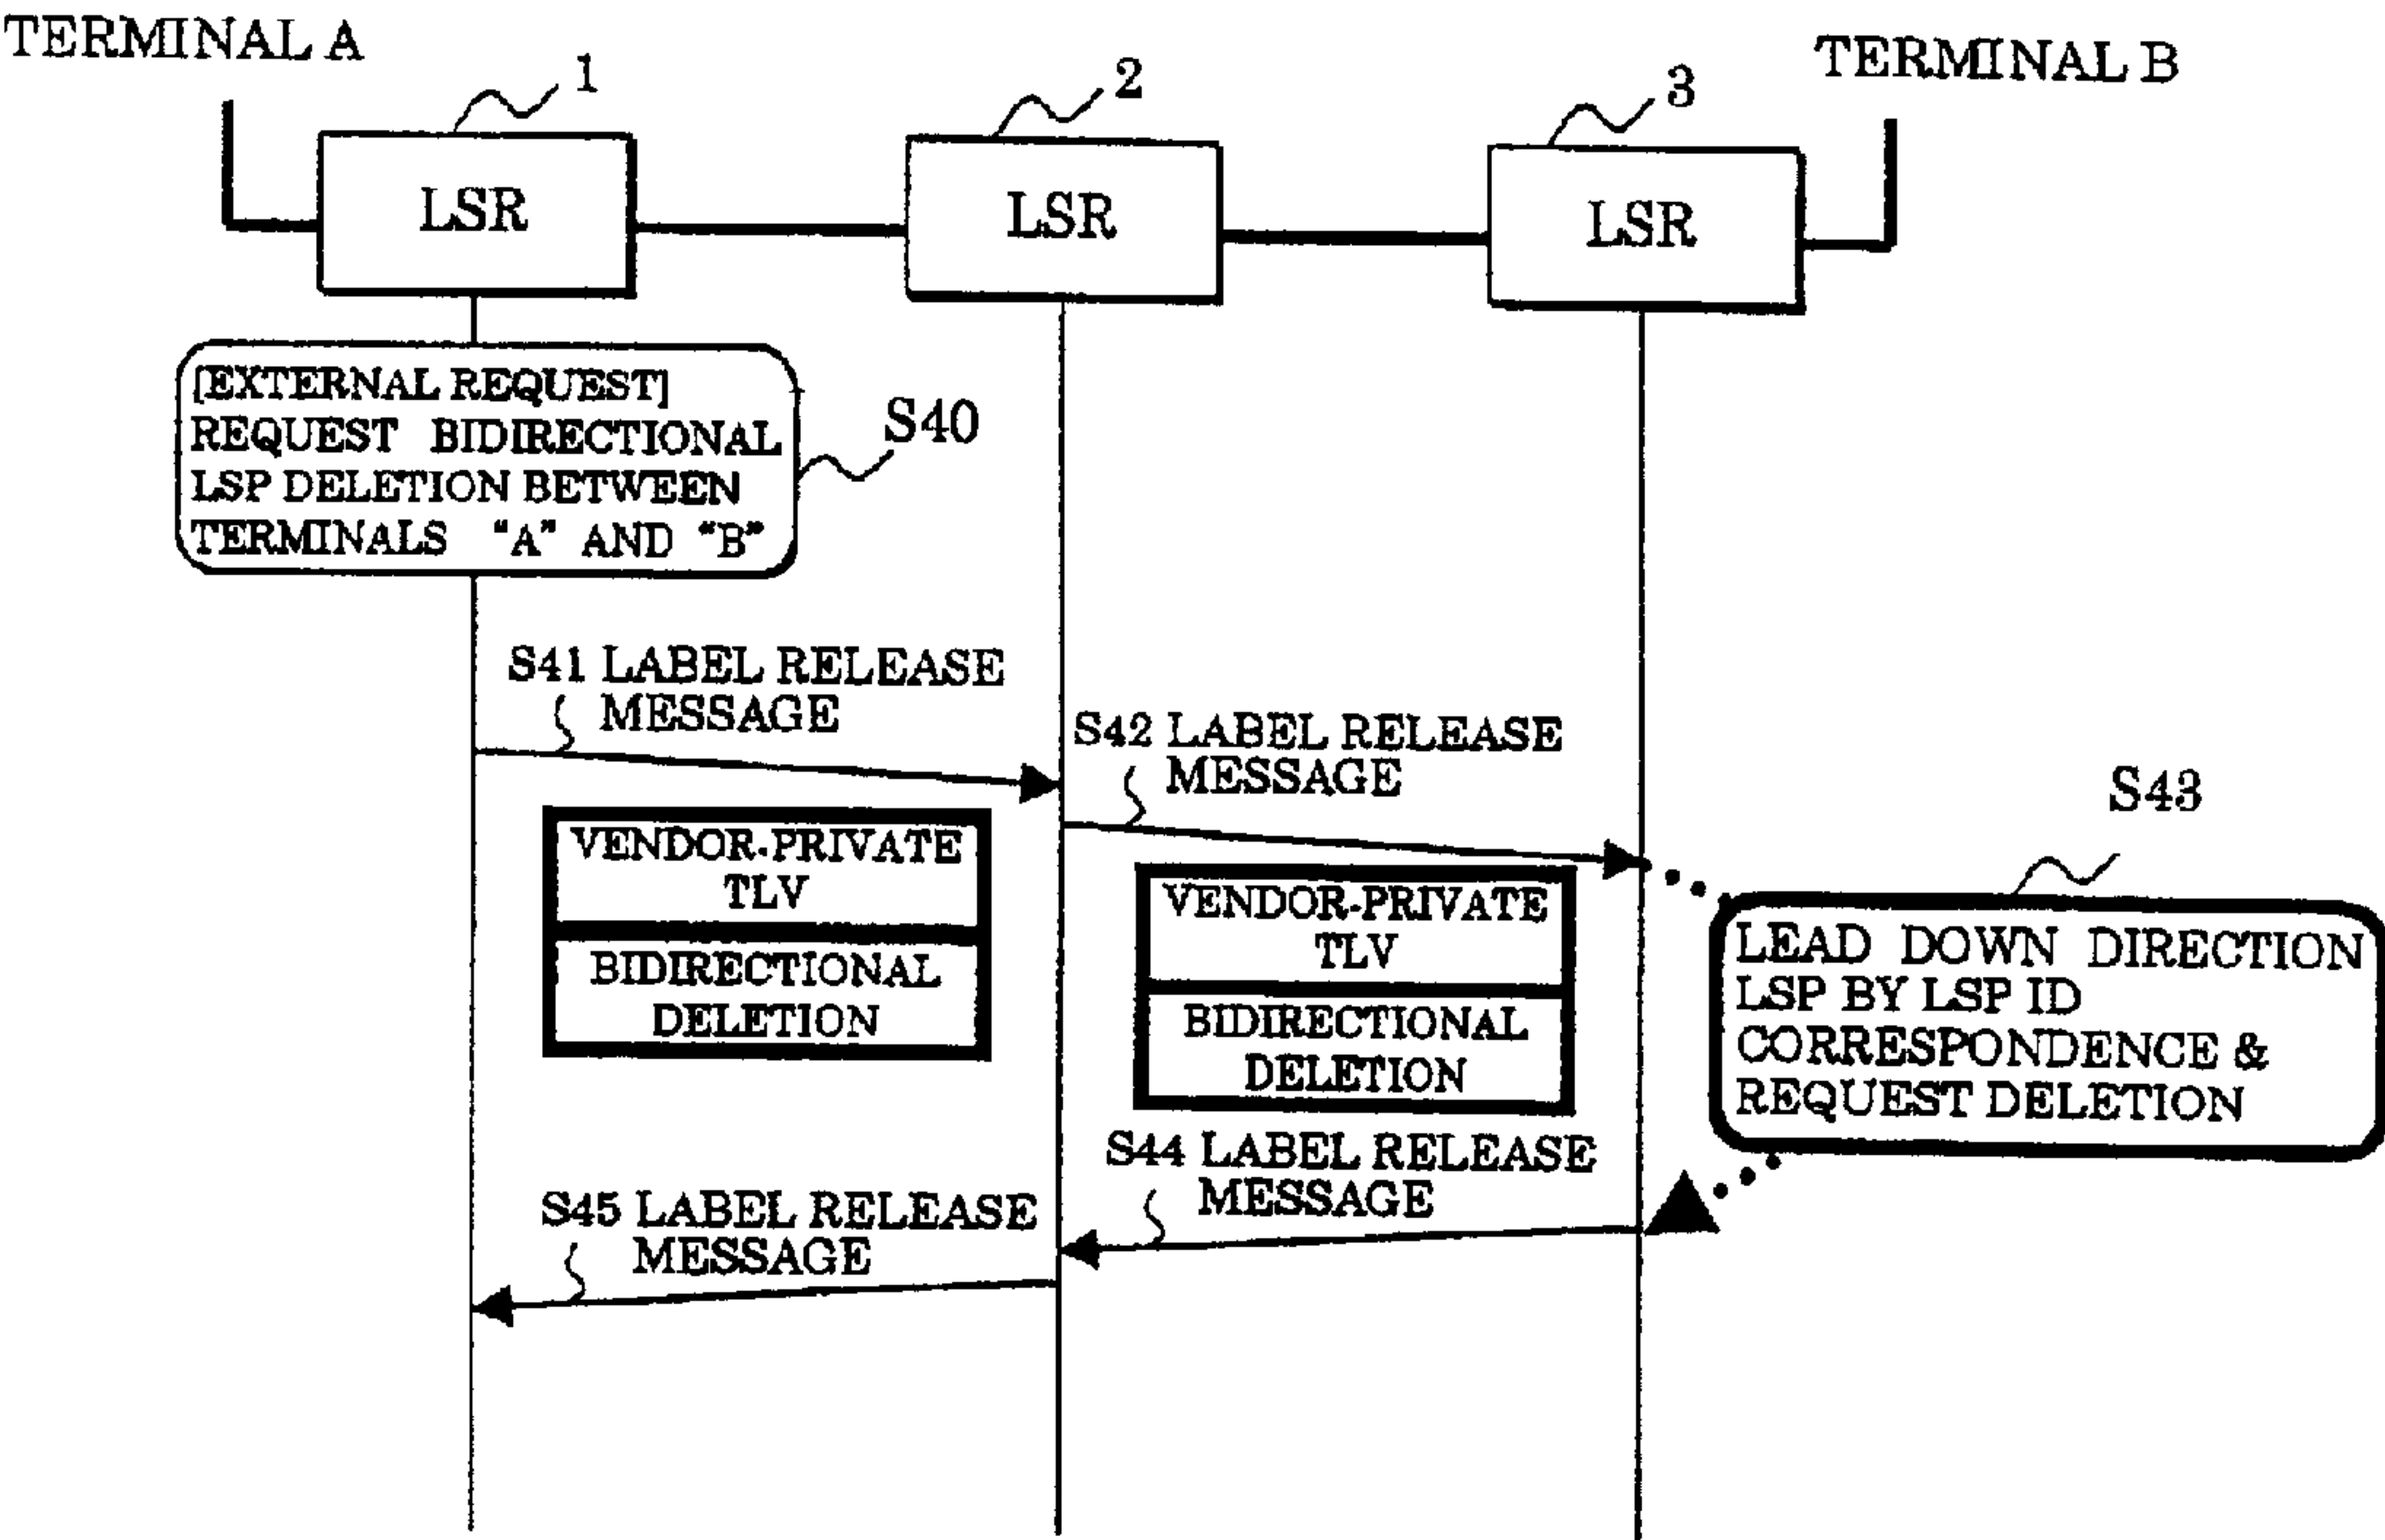 TERMINAL A
1
2
3
TERMINAL B
LSR
LSR
LSR
[EXTERNAL REQUEST]
REQUEST BIDIRECTIONAL
LSP DELETION BETWEEN
TERMINALS "A" AND "B"
S40
S41 LABEL RELEASE
MESSAGE
S42 LABEL RELEASE
MESSAGE
S43
VENDOR-PRIVATE
TLV
BIDIRECTIONAL
DELETION
VENDOR-PRIVATE
TLV
BIDIRECTIONAL
DELETION
LEAD DOWN DIRECTION
LSP BY LSP ID
CORRESPONDENCE &
REQUEST DELETION
S44 LABEL RELEASE
MESSAGE
S45 LABEL RELEASE
MESSAGE